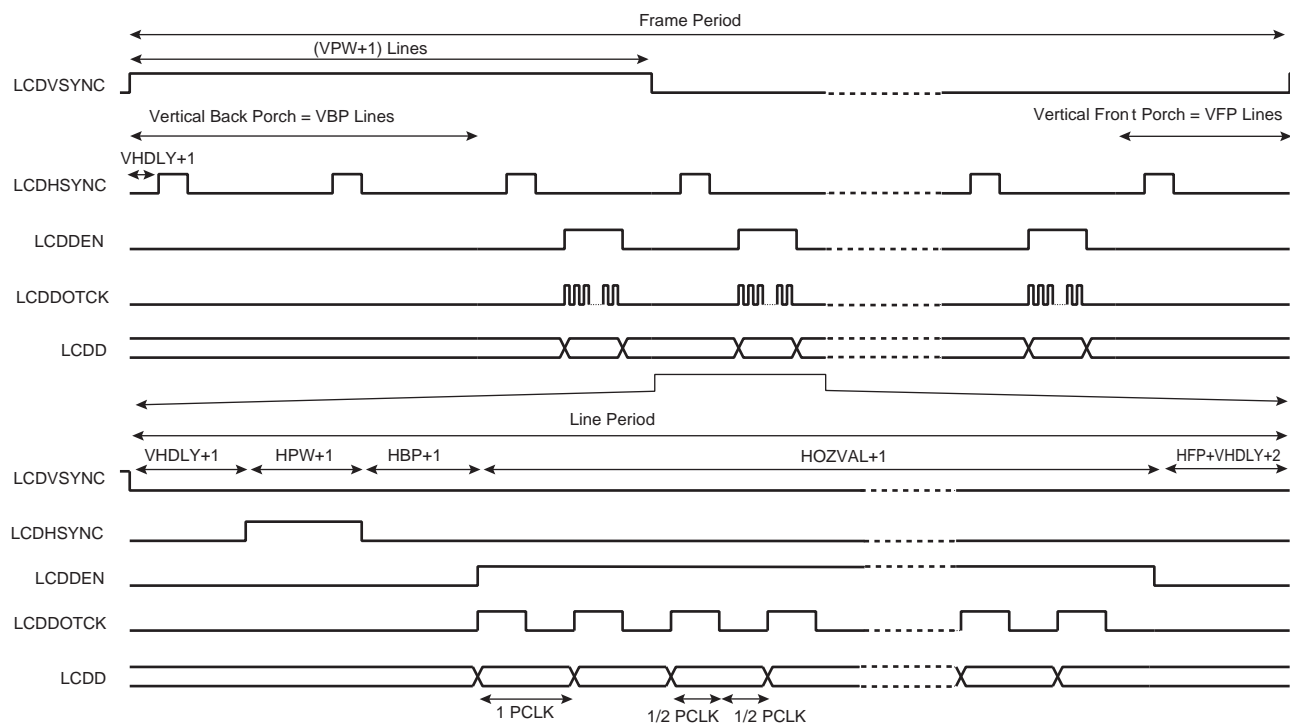 Frame Period
(VPW+1) Lines
LCDVSYNC
Vertical Back Porch = VBP Lines
Vertical Front Porch = VFP Lines
VHDLY+1
LCDHSYNC
LCDDEN
LCDDOTCK
LCDD
Line Period
VHDLY+1 HPW+1 HBP+1 HOZVAL+1 HFP+VHDLY+2
LCDVSYNC
LCDHSYNC
LCDDEN
LCDDOTCK
LCDD
1 PCLK 1/2 PCLK 1/2 PCLK